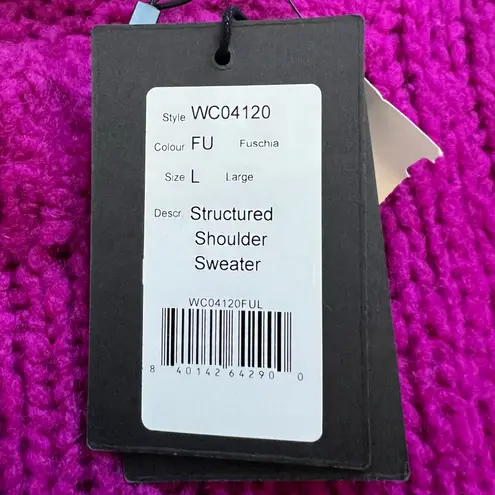 Style WC04120
Colour FU Fuschia
Size L Large
Descr. Structured
Shoulder
Sweater
WC04120FUL
8 40142 64290 0